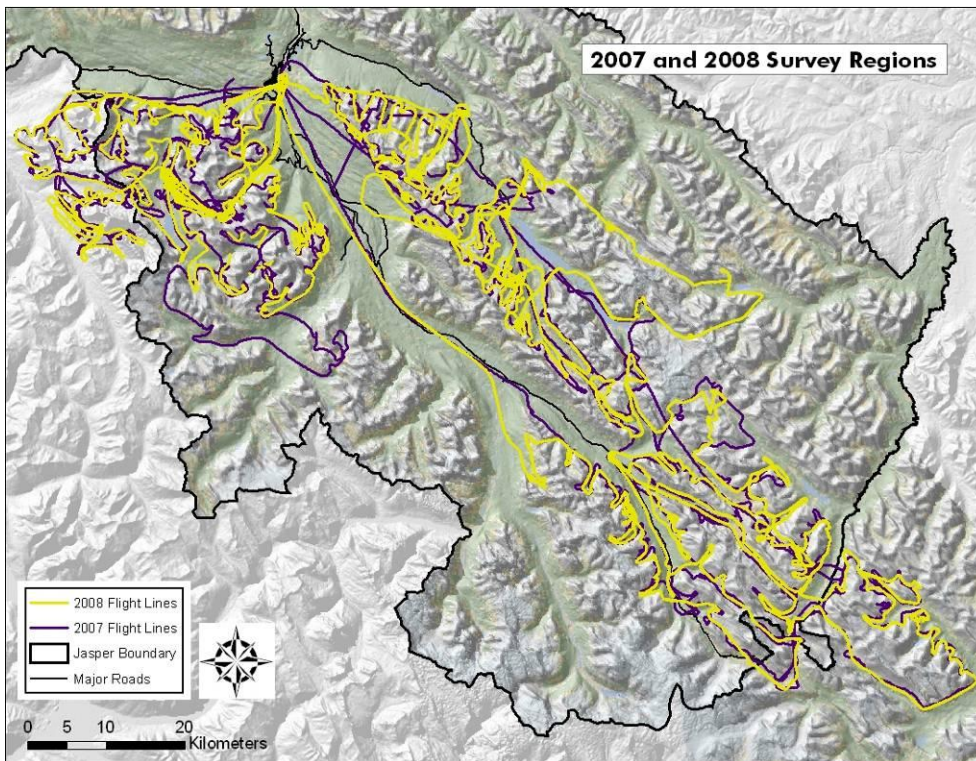 2007 and 2008 Survey Regions
2008 Flight Lines
2007 Flight Lines
Jasper Boundary
Major Roads
0 5 10 20
Kilometers